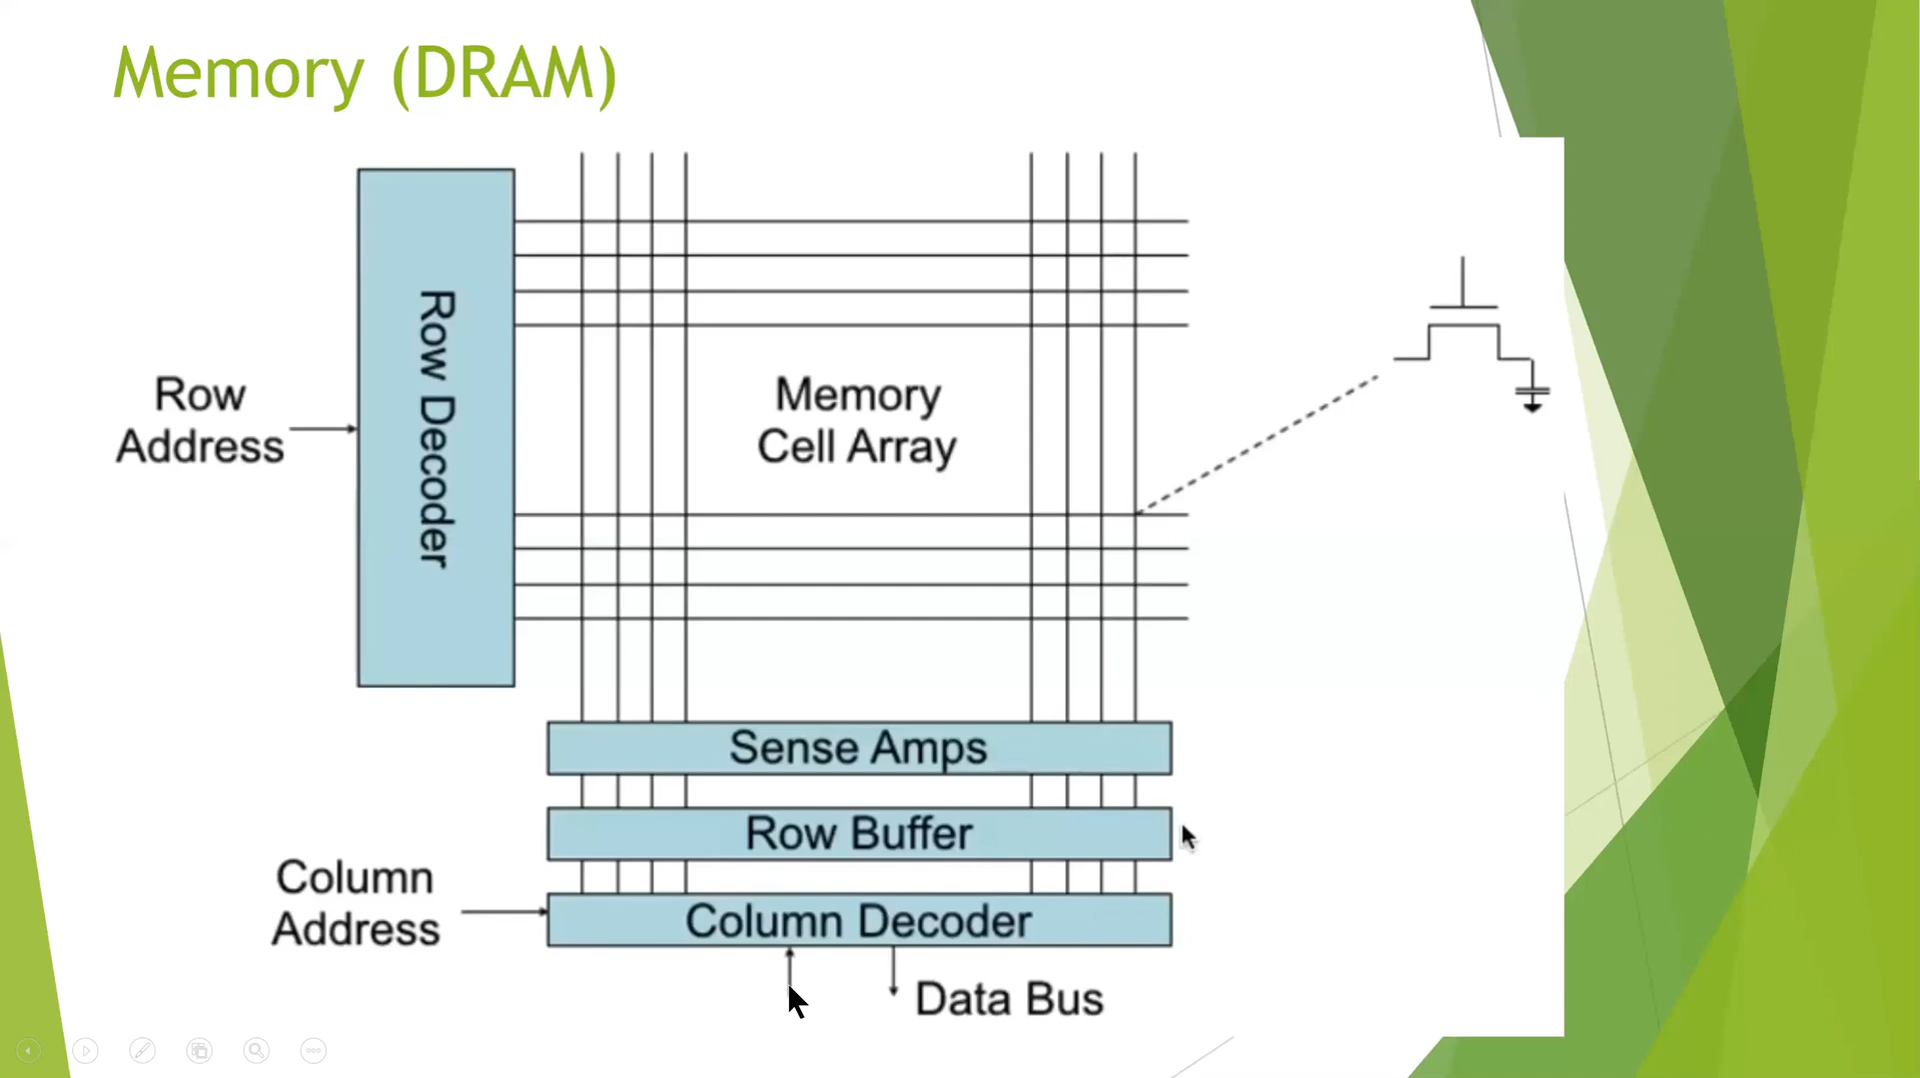 Memory (DRAM)
Row Decoder
Row
Address
Memory
Cell Array
Sense Amps
Row Buffer
Column
Address
Column Decoder
Data Bus